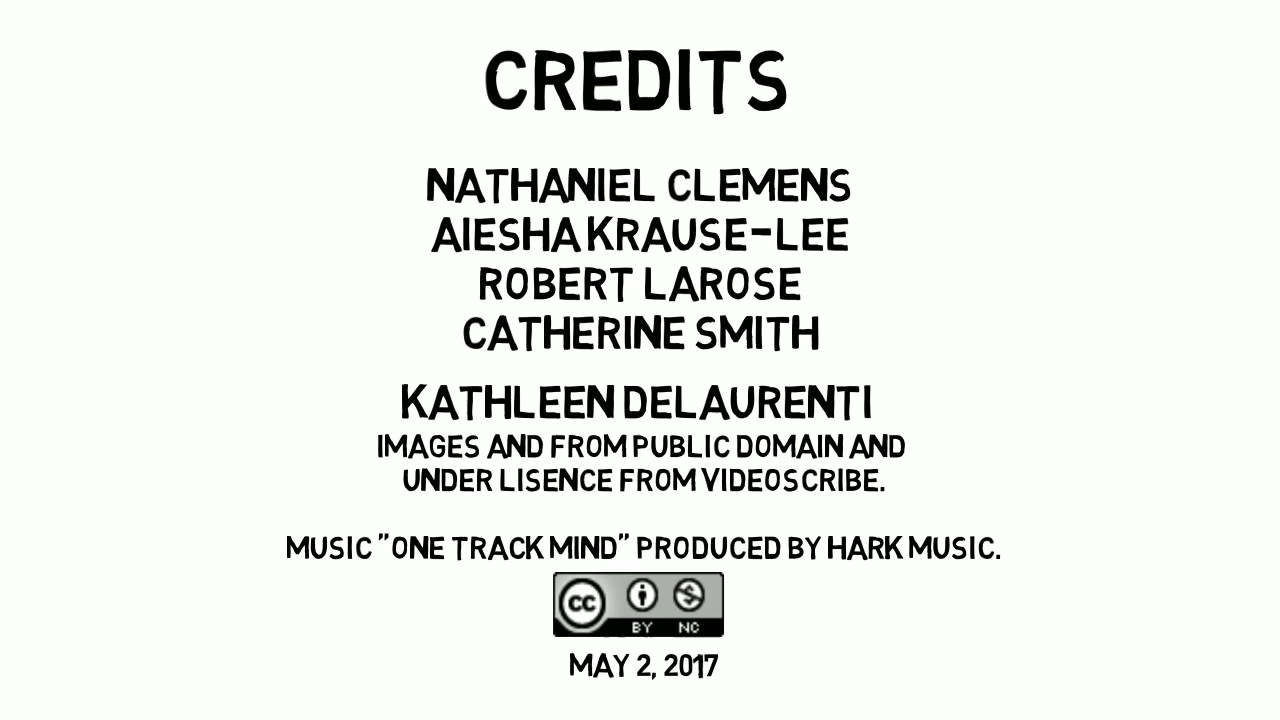 CREDITS
NATHANIEL CLEMENS
AIESHA KRAUSE-LEE
ROBERT LAROSE
CATHERINE SMITH
KATHLEEN DELAURENTI
IMAGES AND FROM PUBLIC DOMAIN AND
UNDER LISENCE FROM VIDEOSCRIBE.
MUSIC "ONE TRACK MIND" PRODUCED BY HARK MUSIC.
CC $
BY NC
MAY 2, 2017